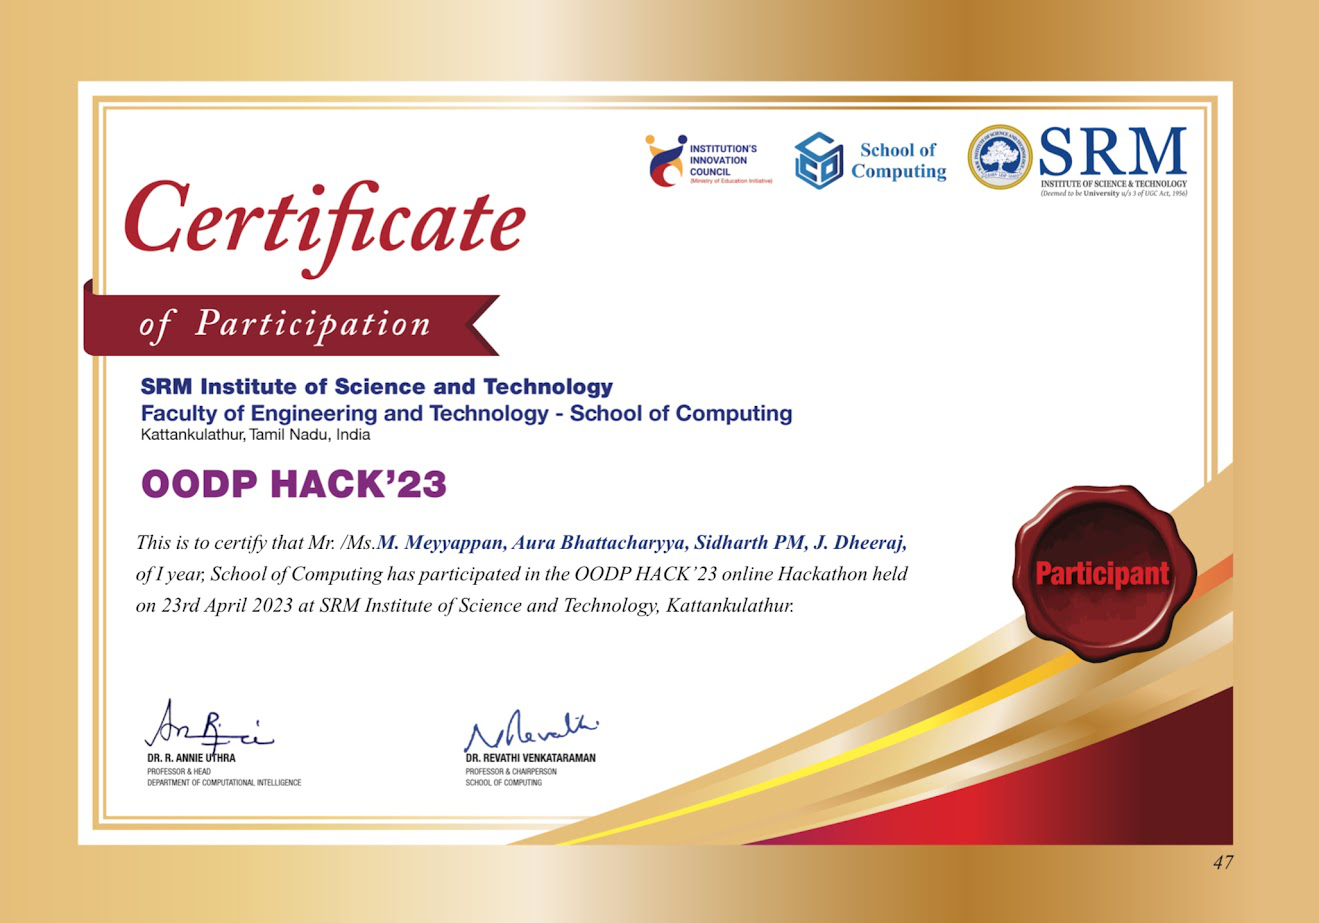 INSTITUTION'S
INNOVATION
COUNCIL
(Ministry of Education Initiative)
School of
Computing
SRM
INSTITUTE OF SCIENCE & TECHNOLOGY
(Deemed to be University u/s 3 of UGC Act, 1956)
Certificate
of Participation
SRM Institute of Science and Technology
Faculty of Engineering and Technology - School of Computing
Kattankulathur, Tamil Nadu, India
OODP HACK’23
This is to certify that Mr. /Ms.M. Meyyappan, Aura Bhattacharyya, Sidharth PM, J. Dheeraj,
of I year, School of Computing has participated in the OODP HACK’23 online Hackathon held
on 23rd April 2023 at SRM Institute of Science and Technology, Kattankulathur.
Participant
DR. R. ANNIE UTHRA
PROFESSOR & HEAD
DEPARTMENT OF COMPUTATIONAL INTELLIGENCE
DR. REVATHI VENKATARAMAN
PROFESSOR & CHAIRPERSON
SCHOOL OF COMPUTING
47